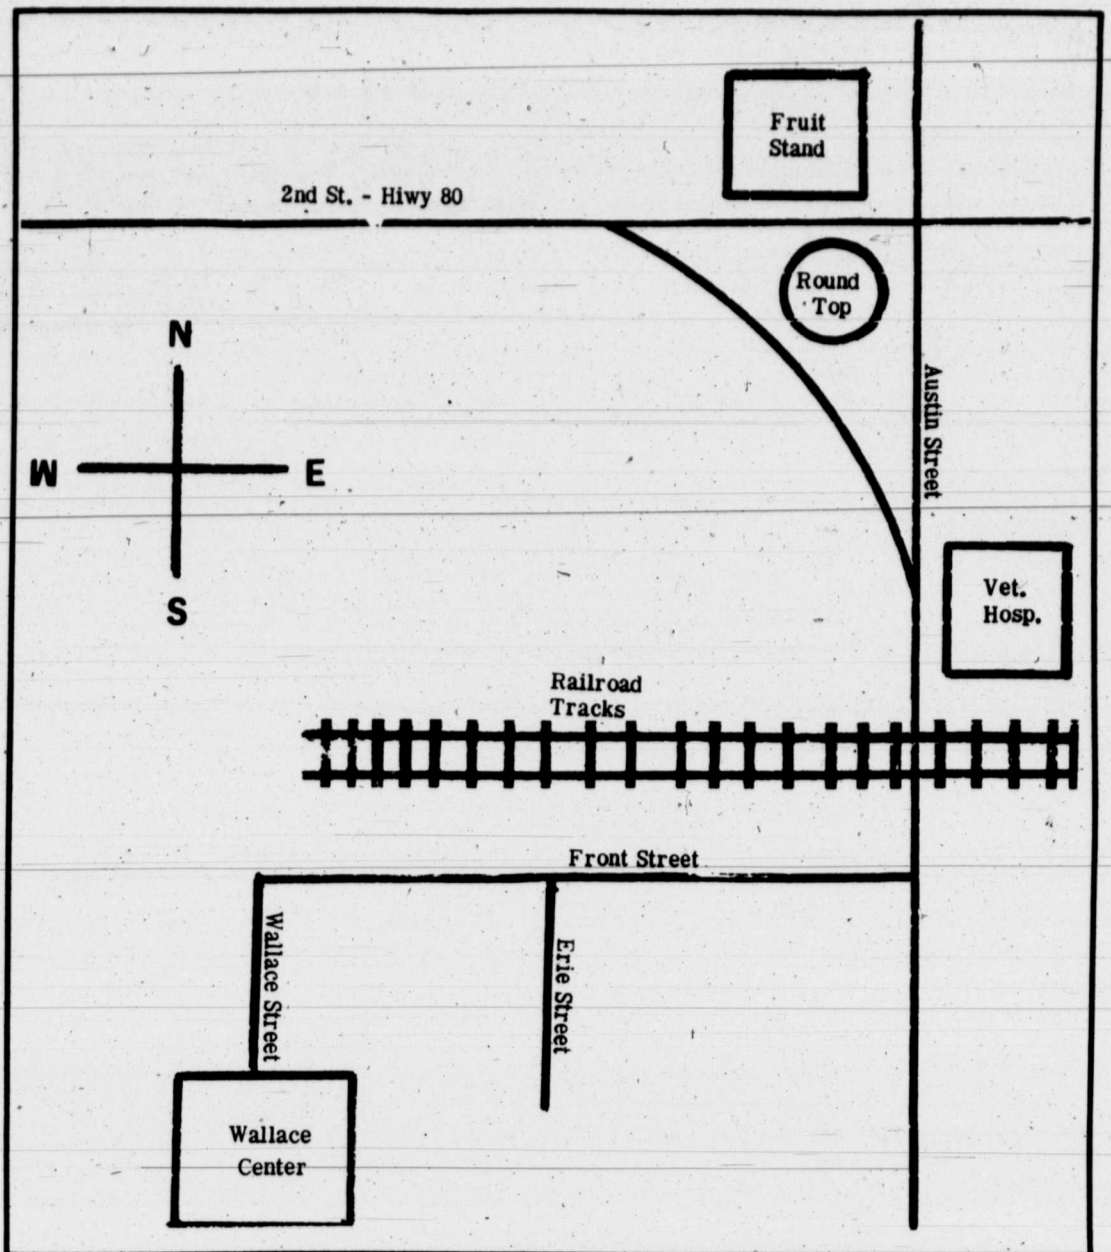 Fruit
Stand
2nd St. - Hiwy 80
Round
Top
N
W
E
S
Austin Street
Vet.
Hosp.
Railroad
Tracks
Front Street
Wallace Street
Erie Street
Wallace
Center